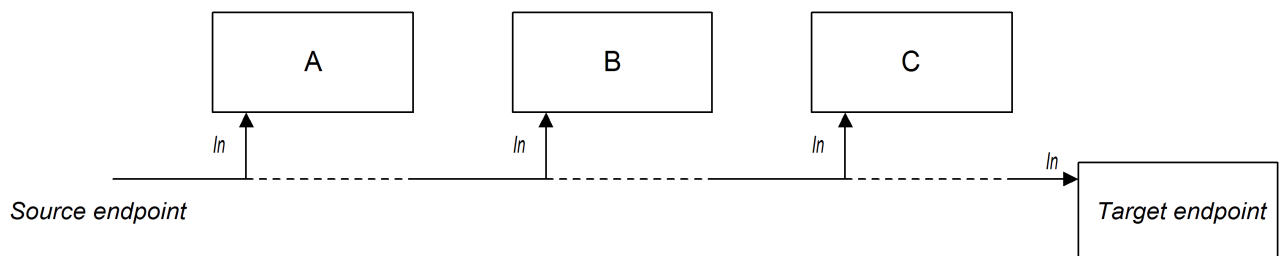 A
B
C
In
In
In
In
Source endpoint
Target endpoint